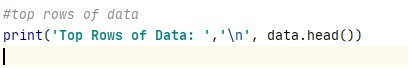 #top rows of data
print('Top Rows of Data: ','\n', data.head())